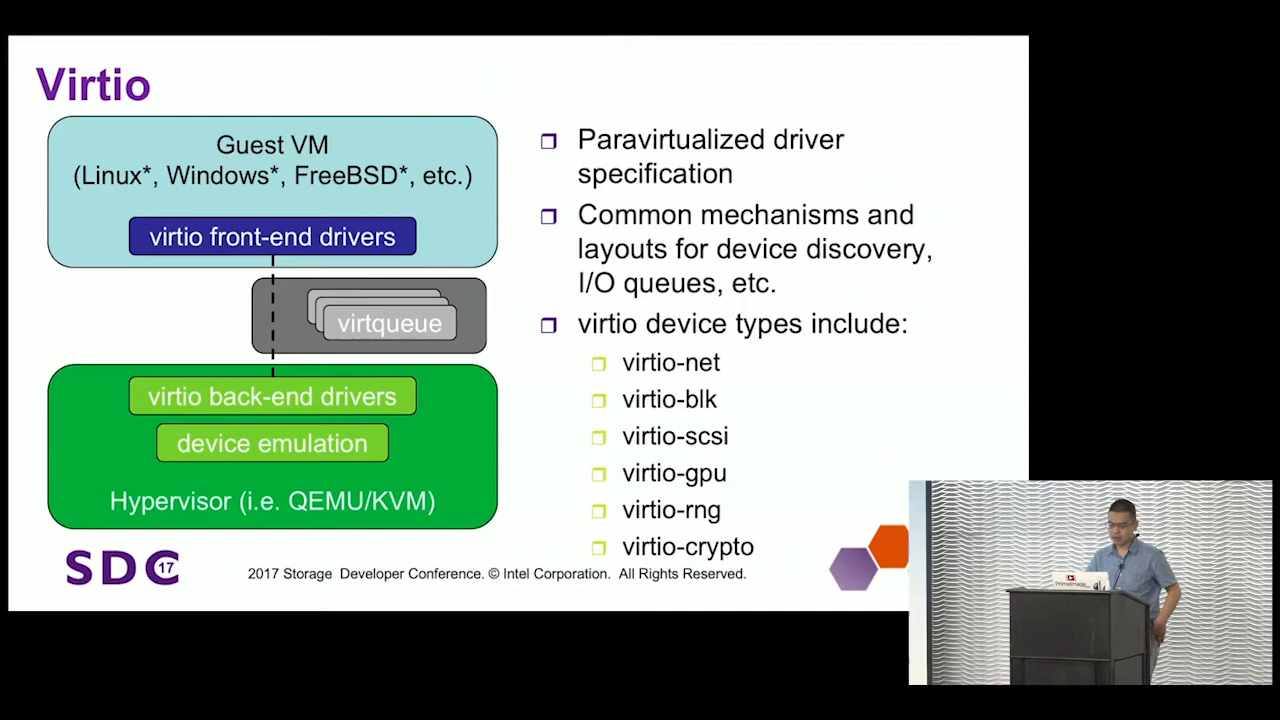 Virtio
Guest VM
(Linux*, Windows*, FreeBSD*, etc.)
virtio front-end drivers
virtqueue
virtio back-end drivers
device emulation
Hypervisor (i.e. QEMU/KVM)
Paravirtualized driver
specification
Common mechanisms and
layouts for device discovery,
I/O queues, etc.
virtio device types include:
virtio-net
virtio-blk
virtio-scsi
virtio-gpu
virtio-rng
virtio-crypto
SDC 17
2017 Storage Developer Conference. © Intel Corporation. All Rights Reserved.
PrimeImage